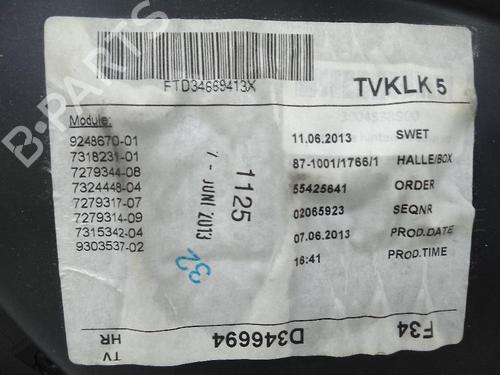 FTD34669413X
TVKLK 5
Module:
9248670-01
7318231-01
7279344-08
7324448-04
7279317-07
7279314-09
7315342-04
9303537-02
1125
7 - JUNI 2013
32
11.06.2013 SWET
87-1001/1766/1 HALLE/BOX
55425641 ORDER
02065923 SEQNR
07.06.2013 PROD.DATE
16:41 PROD.TIME
TV
HR
D346694
F34
B-PARTS